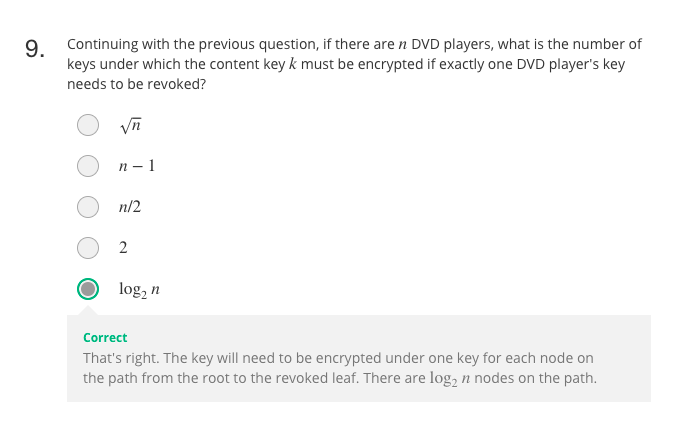 9.
Continuing with the previous question, if there are n DVD players, what is the number of
keys under which the content key k must be encrypted if exactly one DVD player's key
needs to be revoked?
√n
n − 1
n/2
2
log₂ n
Correct
That's right. The key will need to be encrypted under one key for each node on
the path from the root to the revoked leaf. There are log₂ n nodes on the path.